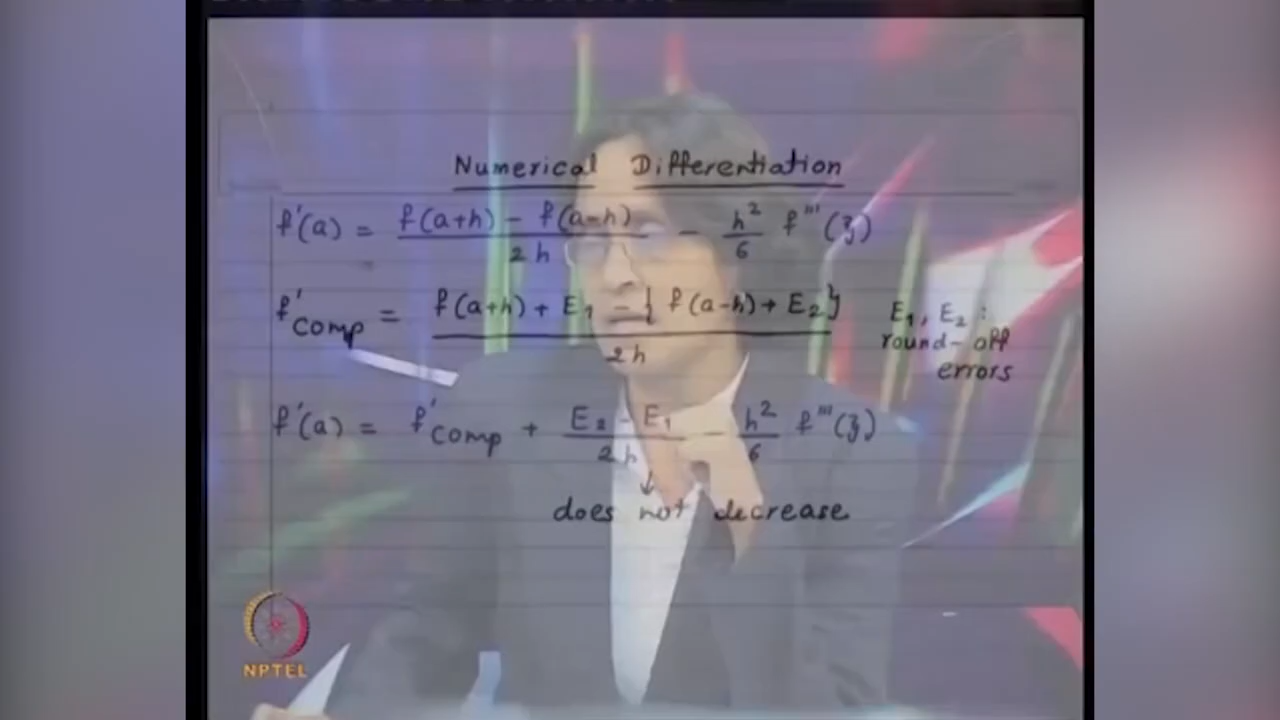 Numerical Differentiation
f'(a) = f(a+h) - f(a-h) / 2h - h² / 6 f'''(ξ)
f'comp = f(a+h) + E₁ - { f(a-h) + E₂} / 2h E₁, E₂ : round-off errors
f'(a) = f'comp + E₂ - E₁ / 2h - h² / 6 f'''(ξ)
↓
does not decrease
NPTEL